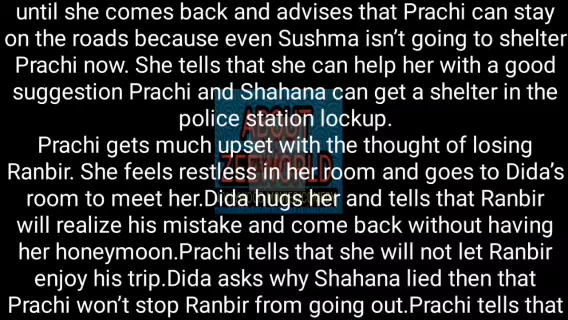 until she comes back and advises that Prachi can stay
on the roads because even Sushma isn't going to shelter
Prachi now. She tells that she can help her with a good
suggestion Prachi and Shahana can get a shelter in the
police station lockup.
Prachi gets much upset with the thought of losing
Ranbir. She feels restless in her room and goes to Dida's
room to meet her.Dida hugs her and tells that Ranbir
will realize his mistake and come back without having
her honeymoon.Prachi tells that she will not let Ranbir
enjoy his trip.Dida asks why Shahana lied then that
Prachi won't stop Ranbir from going out.Prachi tells that
ABOUT
ZEEWORLD